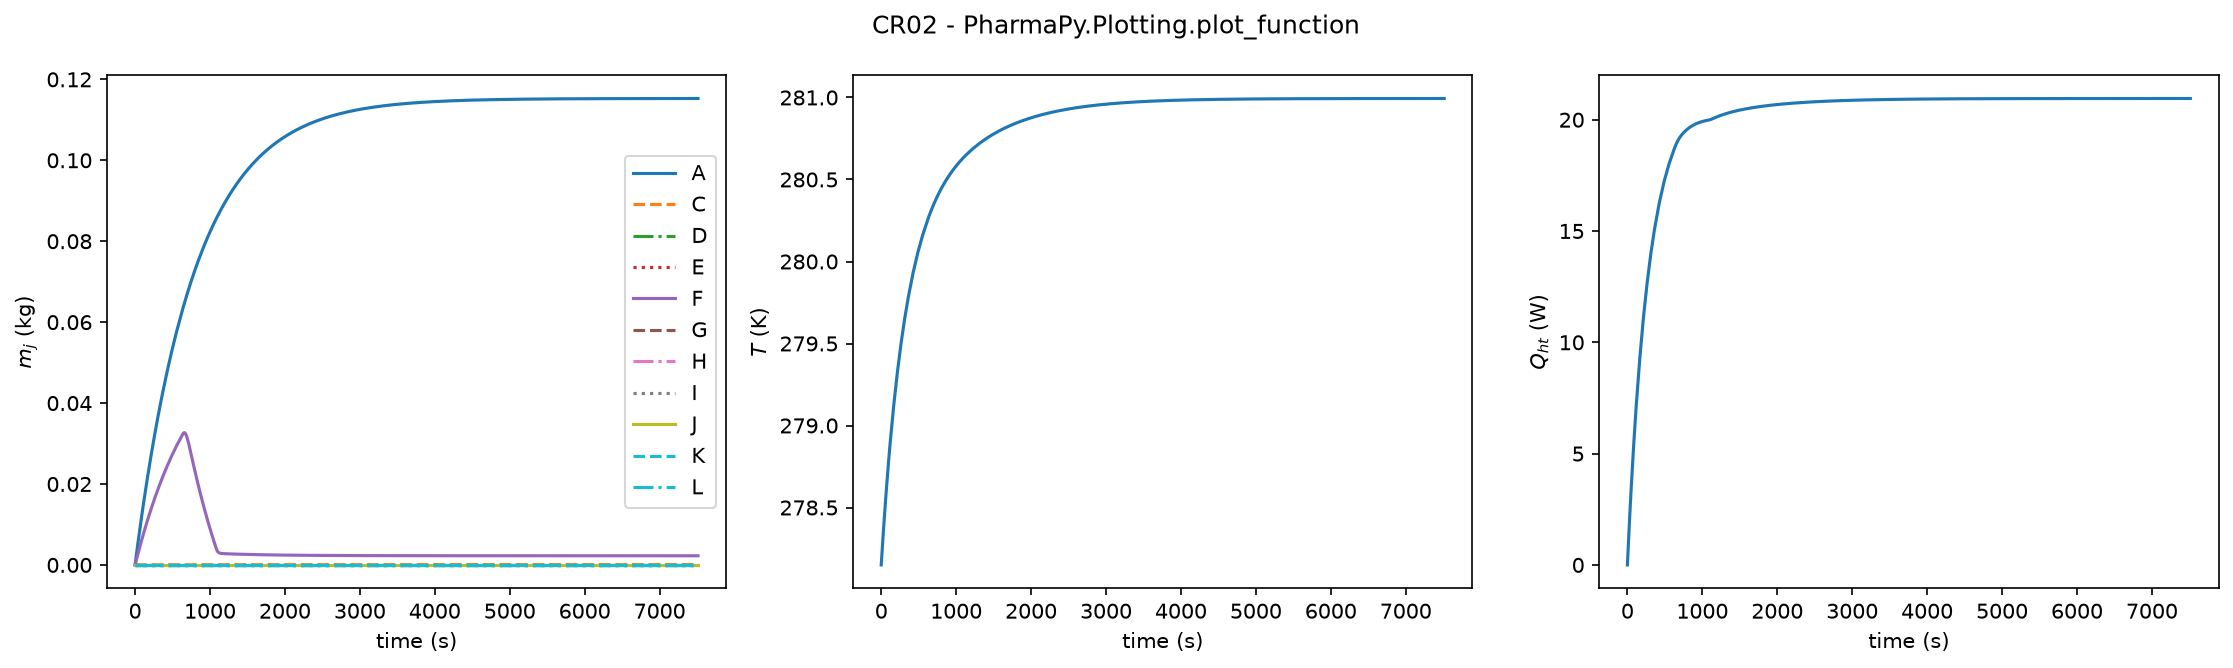 CR02 - PharmaPy.Plotting.plot_function
0.12
0.10
0.08
0.06
0.04
0.02
0.00
m_j (kg)
0 1000 2000 3000 4000 5000 6000 7000
time (s)
A
C
D
E
F
G
H
I
J
K
L
281.0
280.5
280.0
279.5
279.0
278.5
T (K)
0 1000 2000 3000 4000 5000 6000 7000
time (s)
20
15
10
5
0
Q_ht (W)
0 1000 2000 3000 4000 5000 6000 7000
time (s)